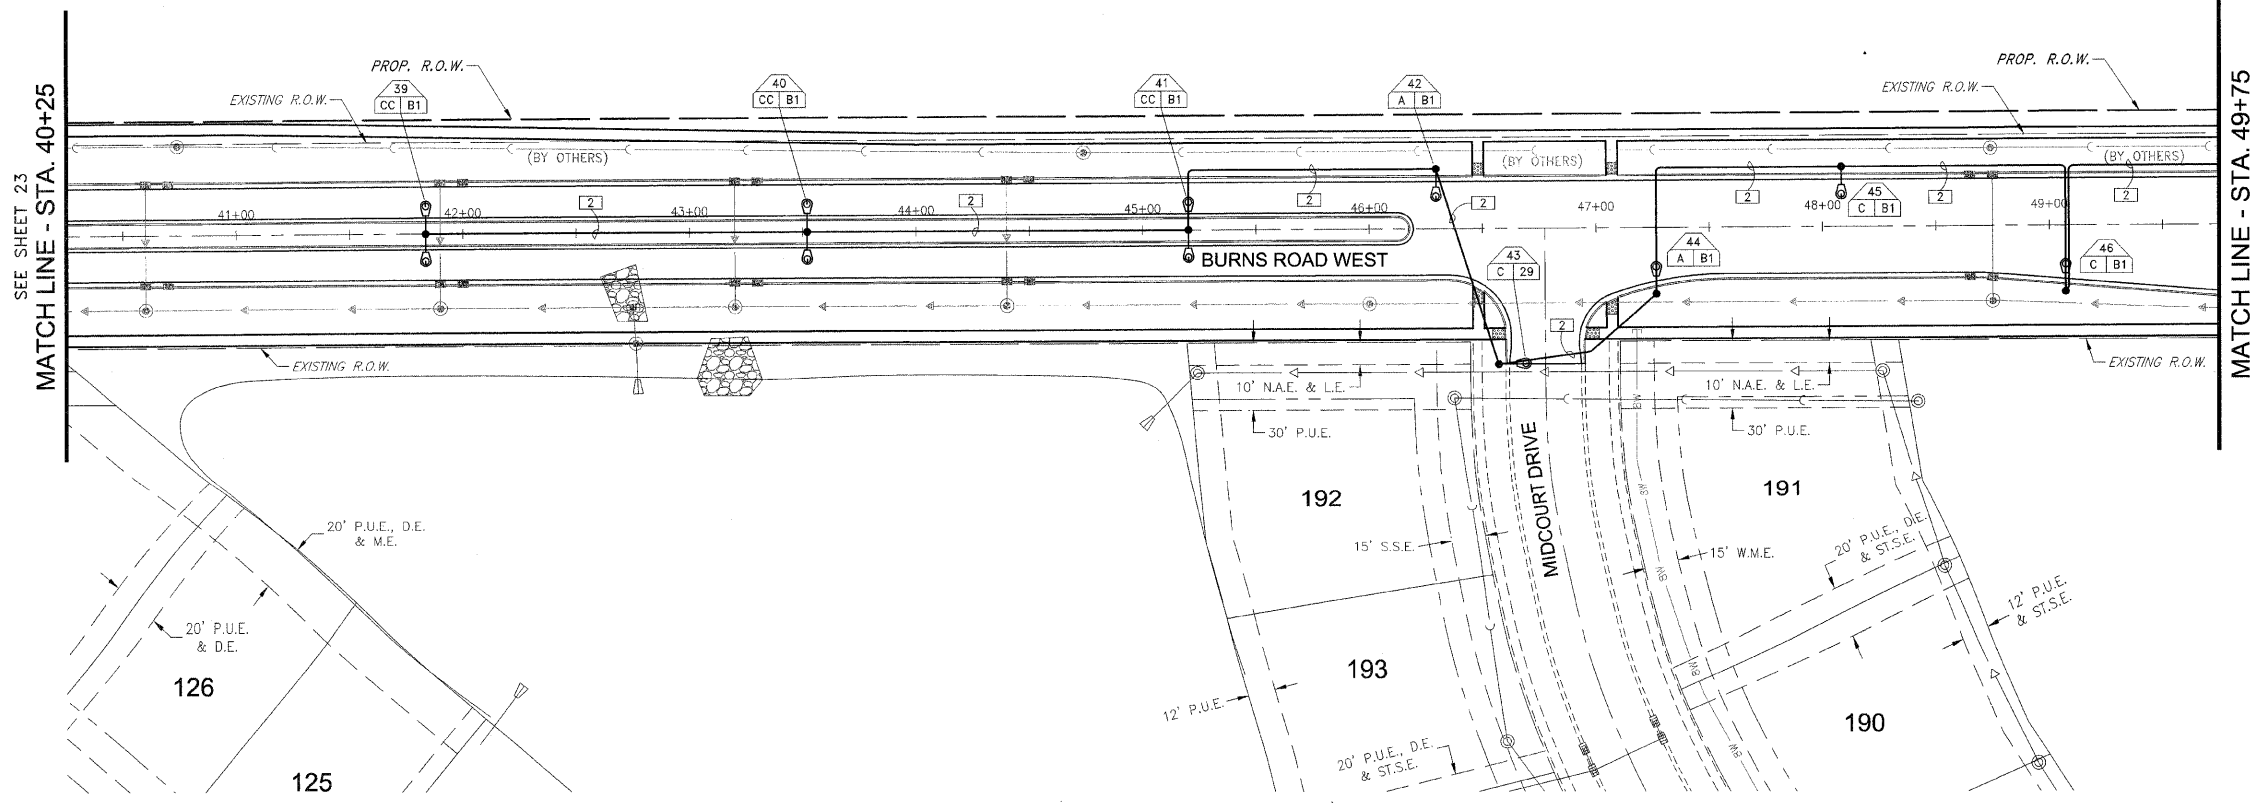 SEE SHEET 23
MATCH LINE - STA. 40+25
MATCH LINE - STA. 49+75
PROP. R.O.W.
EXISTING R.O.W.
39
CC B1
40
CC B1
41
CC B1
42
A B1
PROP. R.O.W.
EXISTING R.O.W.
(BY OTHERS)
(BY OTHERS)
(BY OTHERS)
2
2
2
2
2
2
2
45
C B1
41+00
42+00
43+00
44+00
45+00
46+00
47+00
48+00
49+00
BURNS ROAD WEST
43
C 29
44
A B1
46
C B1
2
EXISTING R.O.W.
EXISTING R.O.W.
10' N.A.E. & L.E.
10' N.A.E. & L.E.
BW
30' P.U.E.
30' P.U.E.
MIDCOURT DRIVE
192
191
BW
20' P.U.E., D.E.
& M.E.
15' S.S.E.
15' W.M.E.
20' P.U.E., D.E.
& ST.S.E.
BW
12' P.U.E.
& ST.S.E.
20' P.U.E.
& D.E.
126
193
BW
12' P.U.E.
190
BW
20' P.U.E., D.E.
& ST.S.E.
125